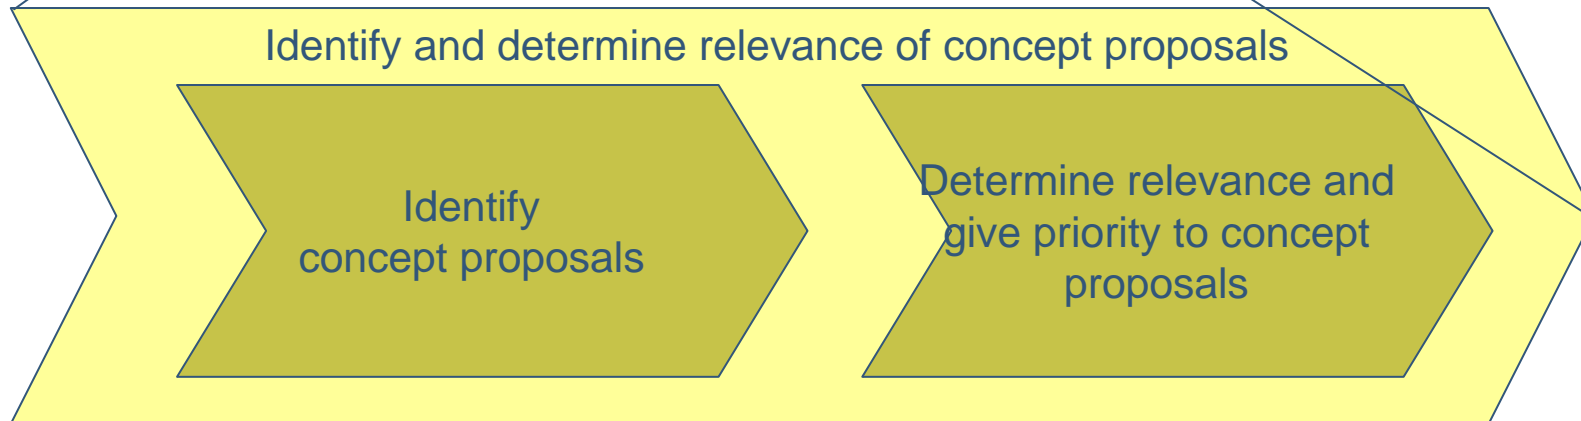 Identify and determine relevance of concept proposals
Identify
concept proposals
Determine relevance and
give priority to concept
proposals